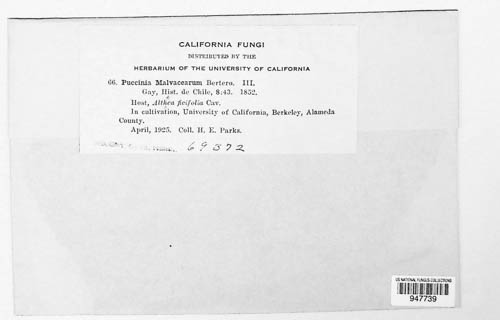 CALIFORNIA FUNGI
DISTRIBUTED BY THE
HERBARIUM OF THE UNIVERSITY OF CALIFORNIA
66. Puccinia Malvacearum Bertero. III.
Gay, Hist. de Chile, 8:43. 1852.
Host, Althea ficifolia Cav.
In cultivation, University of California, Berkeley, Alameda
County.
April, 1925. Coll. H. E. Parks.
69372
US NATIONAL FUNGUS COLLECTIONS
947739